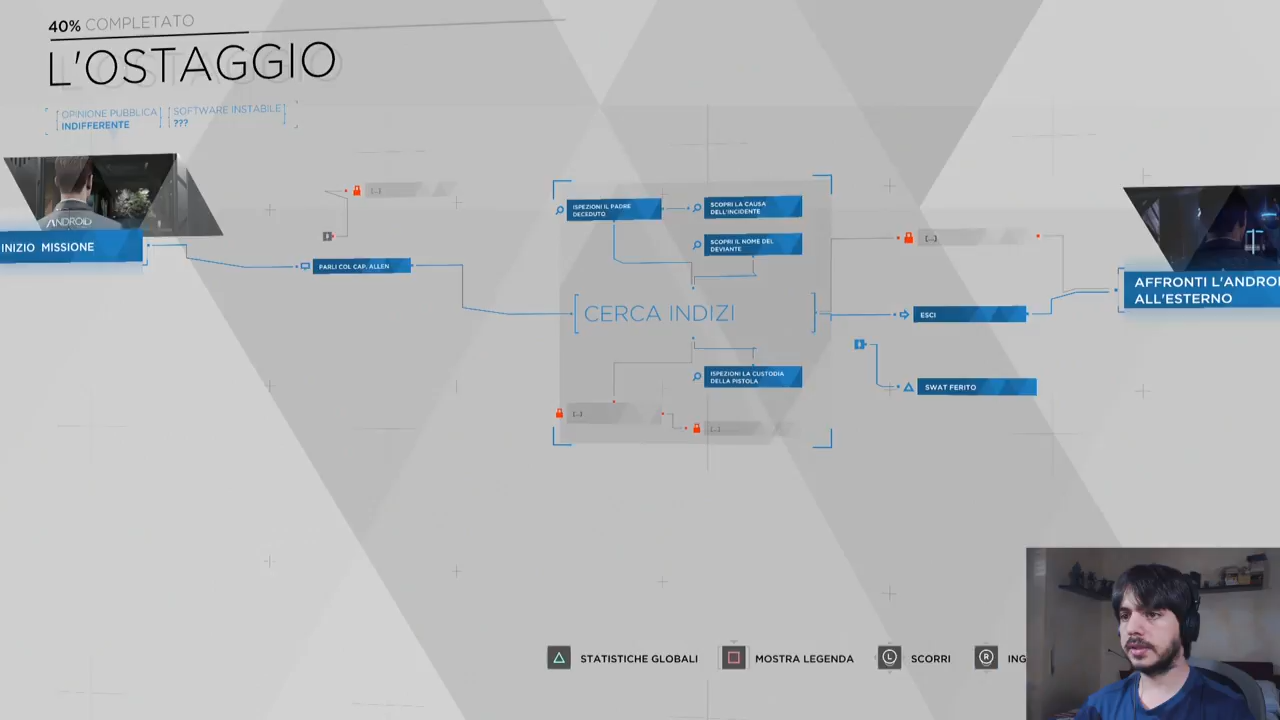 40% COMPLETATO
L'OSTAGGIO
OPINIONE PUBBLICA
INDIFFERENTE
SOFTWARE INSTABILE
???
ANDROID
INIZIO MISSIONE
PARLI COL CAP. ALLEN
ISPEZIONI IL PADRE
DECEDUTO
SCOPRI LA CAUSA
DELL'INCIDENTE
SCOPRI IL NOME DEL
DEVIANTE
CERCA INDIZI
ISPEZIONI LA CUSTODIA
DELLA PISTOLA
ESCI
SWAT FERITO
AFFRONTI L'ANDRO
ALL'ESTERNO
STATISTICHE GLOBALI
MOSTRA LEGENDA
L
SCORRI
R
ING